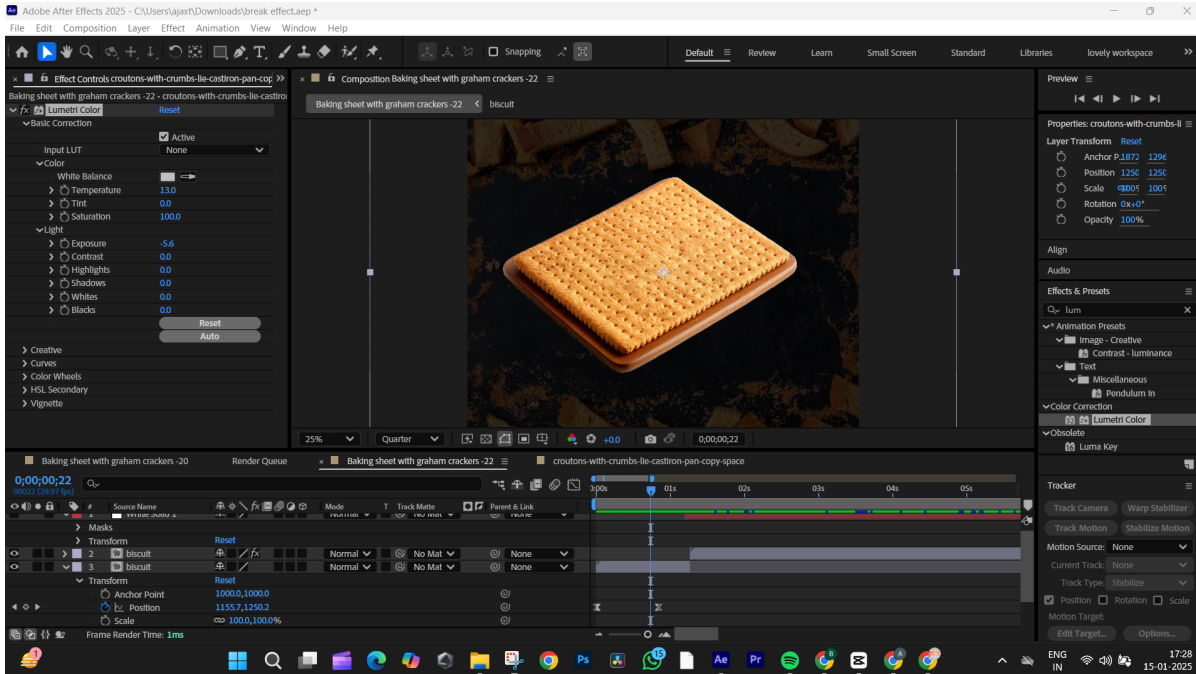 Adobe After Effects 2025 - C:\Users\ajaxt\Downloads\break effect.aep *
File Edit Composition Layer Effect Animation View Window Help
Snapping
Default Review Learn Small Screen Standard Libraries lovely workspace
Effect Controls croutons-with-crumbs-lie-castiron-pan-cop
Baking sheet with graham crackers -22 • croutons-with-crumbs-lie-castiro
fx Lumetri Color Reset
Basic Correction
Active
Input LUT None
Color
White Balance
Temperature 13.0
Tint 0.0
Saturation 100.0
Light
Exposure -5.6
Contrast 0.0
Highlights 0.0
Shadows 0.0
Whites 0.0
Blacks 0.0
Reset
Auto
Creative
Curves
Color Wheels
HSL Secondary
Vignette
Composition Baking sheet with graham crackers -22
Baking sheet with graham crackers -22 biscuit
25% Quarter +0.0 0;00;00;22
Preview
Properties: croutons-with-crumbs-li
Layer Transform Reset
Anchor P. 1872 1296
Position 1250 1250
Scale 100% 100%
Rotation 0x+0°
Opacity 100%
Align
Audio
Effects & Presets
lum
* Animation Presets
Image - Creative
Contrast - luminance
Text
Miscellaneous
Pendulum In
Color Correction
Lumetri Color
Obsolete
Luma Key
Baking sheet with graham crackers -20 Render Queue Baking sheet with graham crackers -22 croutons-with-crumbs-lie-castiron-pan-copy-space
0;00;00;22
00022 (29.97 fps)
01s 02s 03s 04s 05s
# Source Name Mode T Track Matte Parent & Link
Masks
Transform Reset
2 biscuit fx Normal No Mat None
3 biscuit Normal No Mat None
Transform Reset
Anchor Point 1000.0,1000.0
Position 1155.7,1250.2
Scale 100.0,100.0%
Frame Render Time: 1ms
Tracker
Track Camera Warp Stabilizer
Track Motion Stabilize Motion
Motion Source: None
Current Track: None
Track Type: Stabilize
Position Rotation Scale
Motion Target:
Edit Target... Options...
1 Ps 15 Ae Pr B A
ENG
IN
17:28
15-01-2025